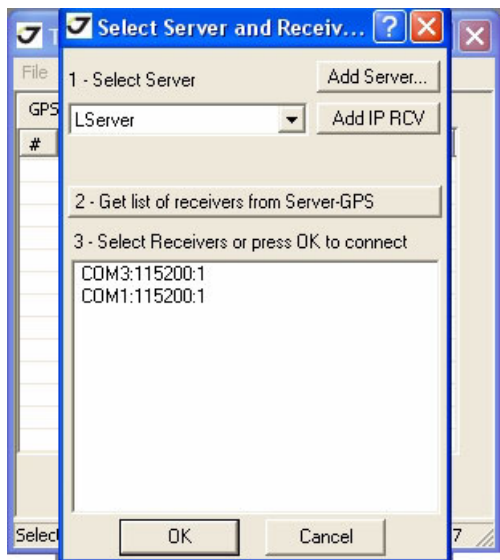 T
Select Server and Receiv...
File
1 - Select Server
Add Server...
GPS
LServer
Add IP RCV
#
2 - Get list of receivers from Server-GPS
3 - Select Receivers or press OK to connect
COM3:115200:1
COM1:115200:1
Selec
OK
Cancel
7